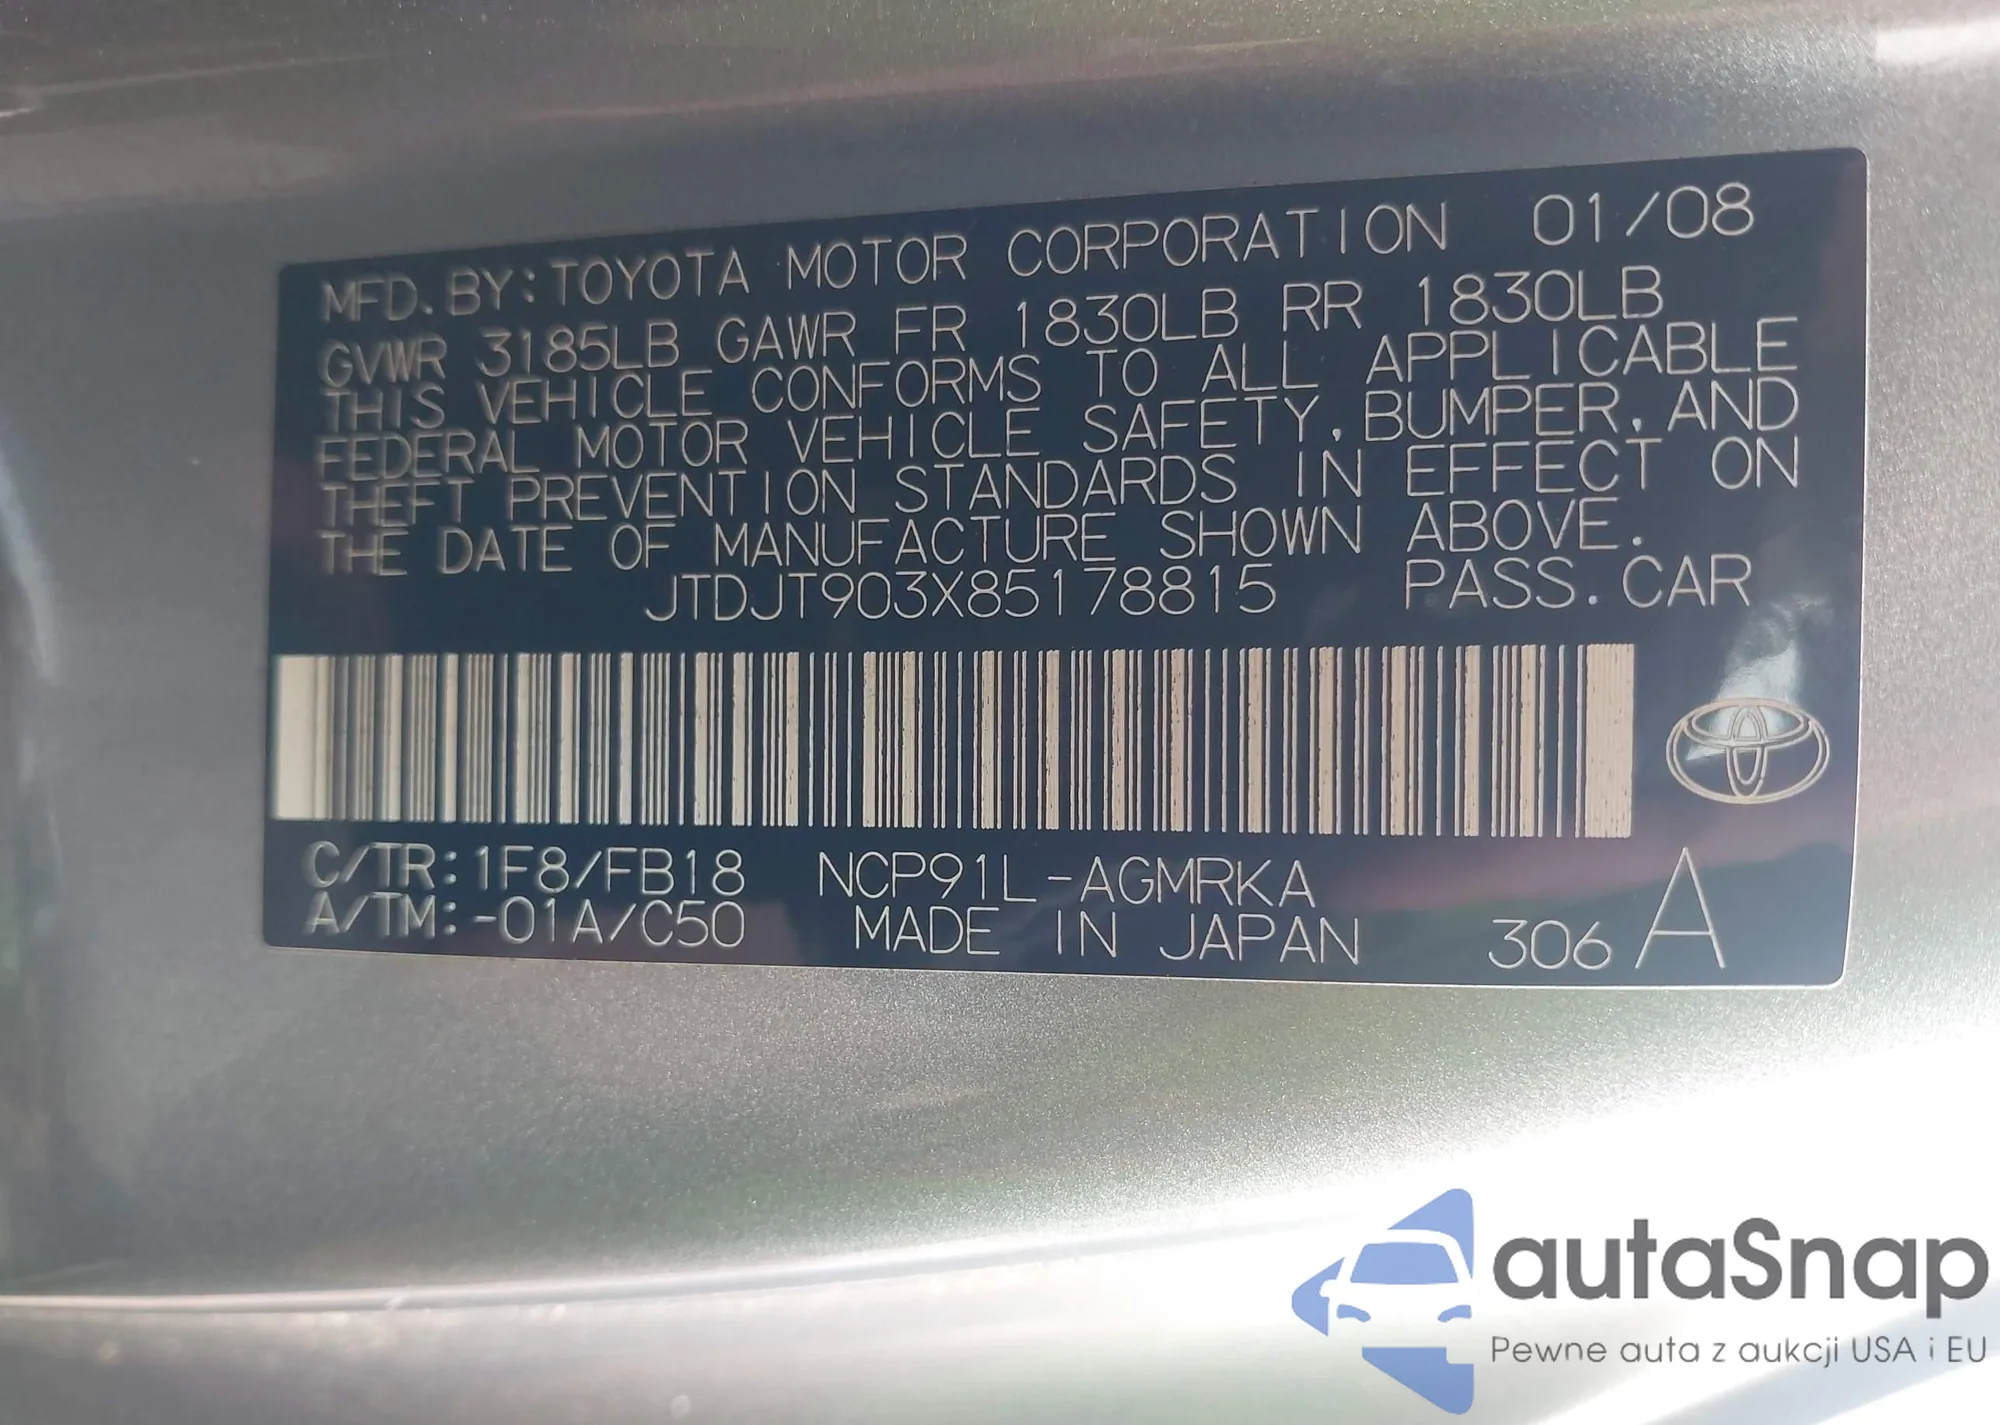 MFD. BY: TOYOTA MOTOR CORPORATION 01/08
GVWR 3185LB GAWR FR 1830LB RR 1830LB
THIS VEHICLE CONFORMS TO ALL APPLICABLE
FEDERAL MOTOR VEHICLE SAFETY, BUMPER, AND
THEFT PREVENTION STANDARDS IN EFFECT ON
THE DATE OF MANUFACTURE SHOWN ABOVE.
JTDJT903X85178815 PASS. CAR
C/TR: 1F8/FB18 NCP91L-AGMRKA
A/TM: -01A/C50 MADE IN JAPAN 306 A
autaSnap
Pewne auta z aukcji USA i EU